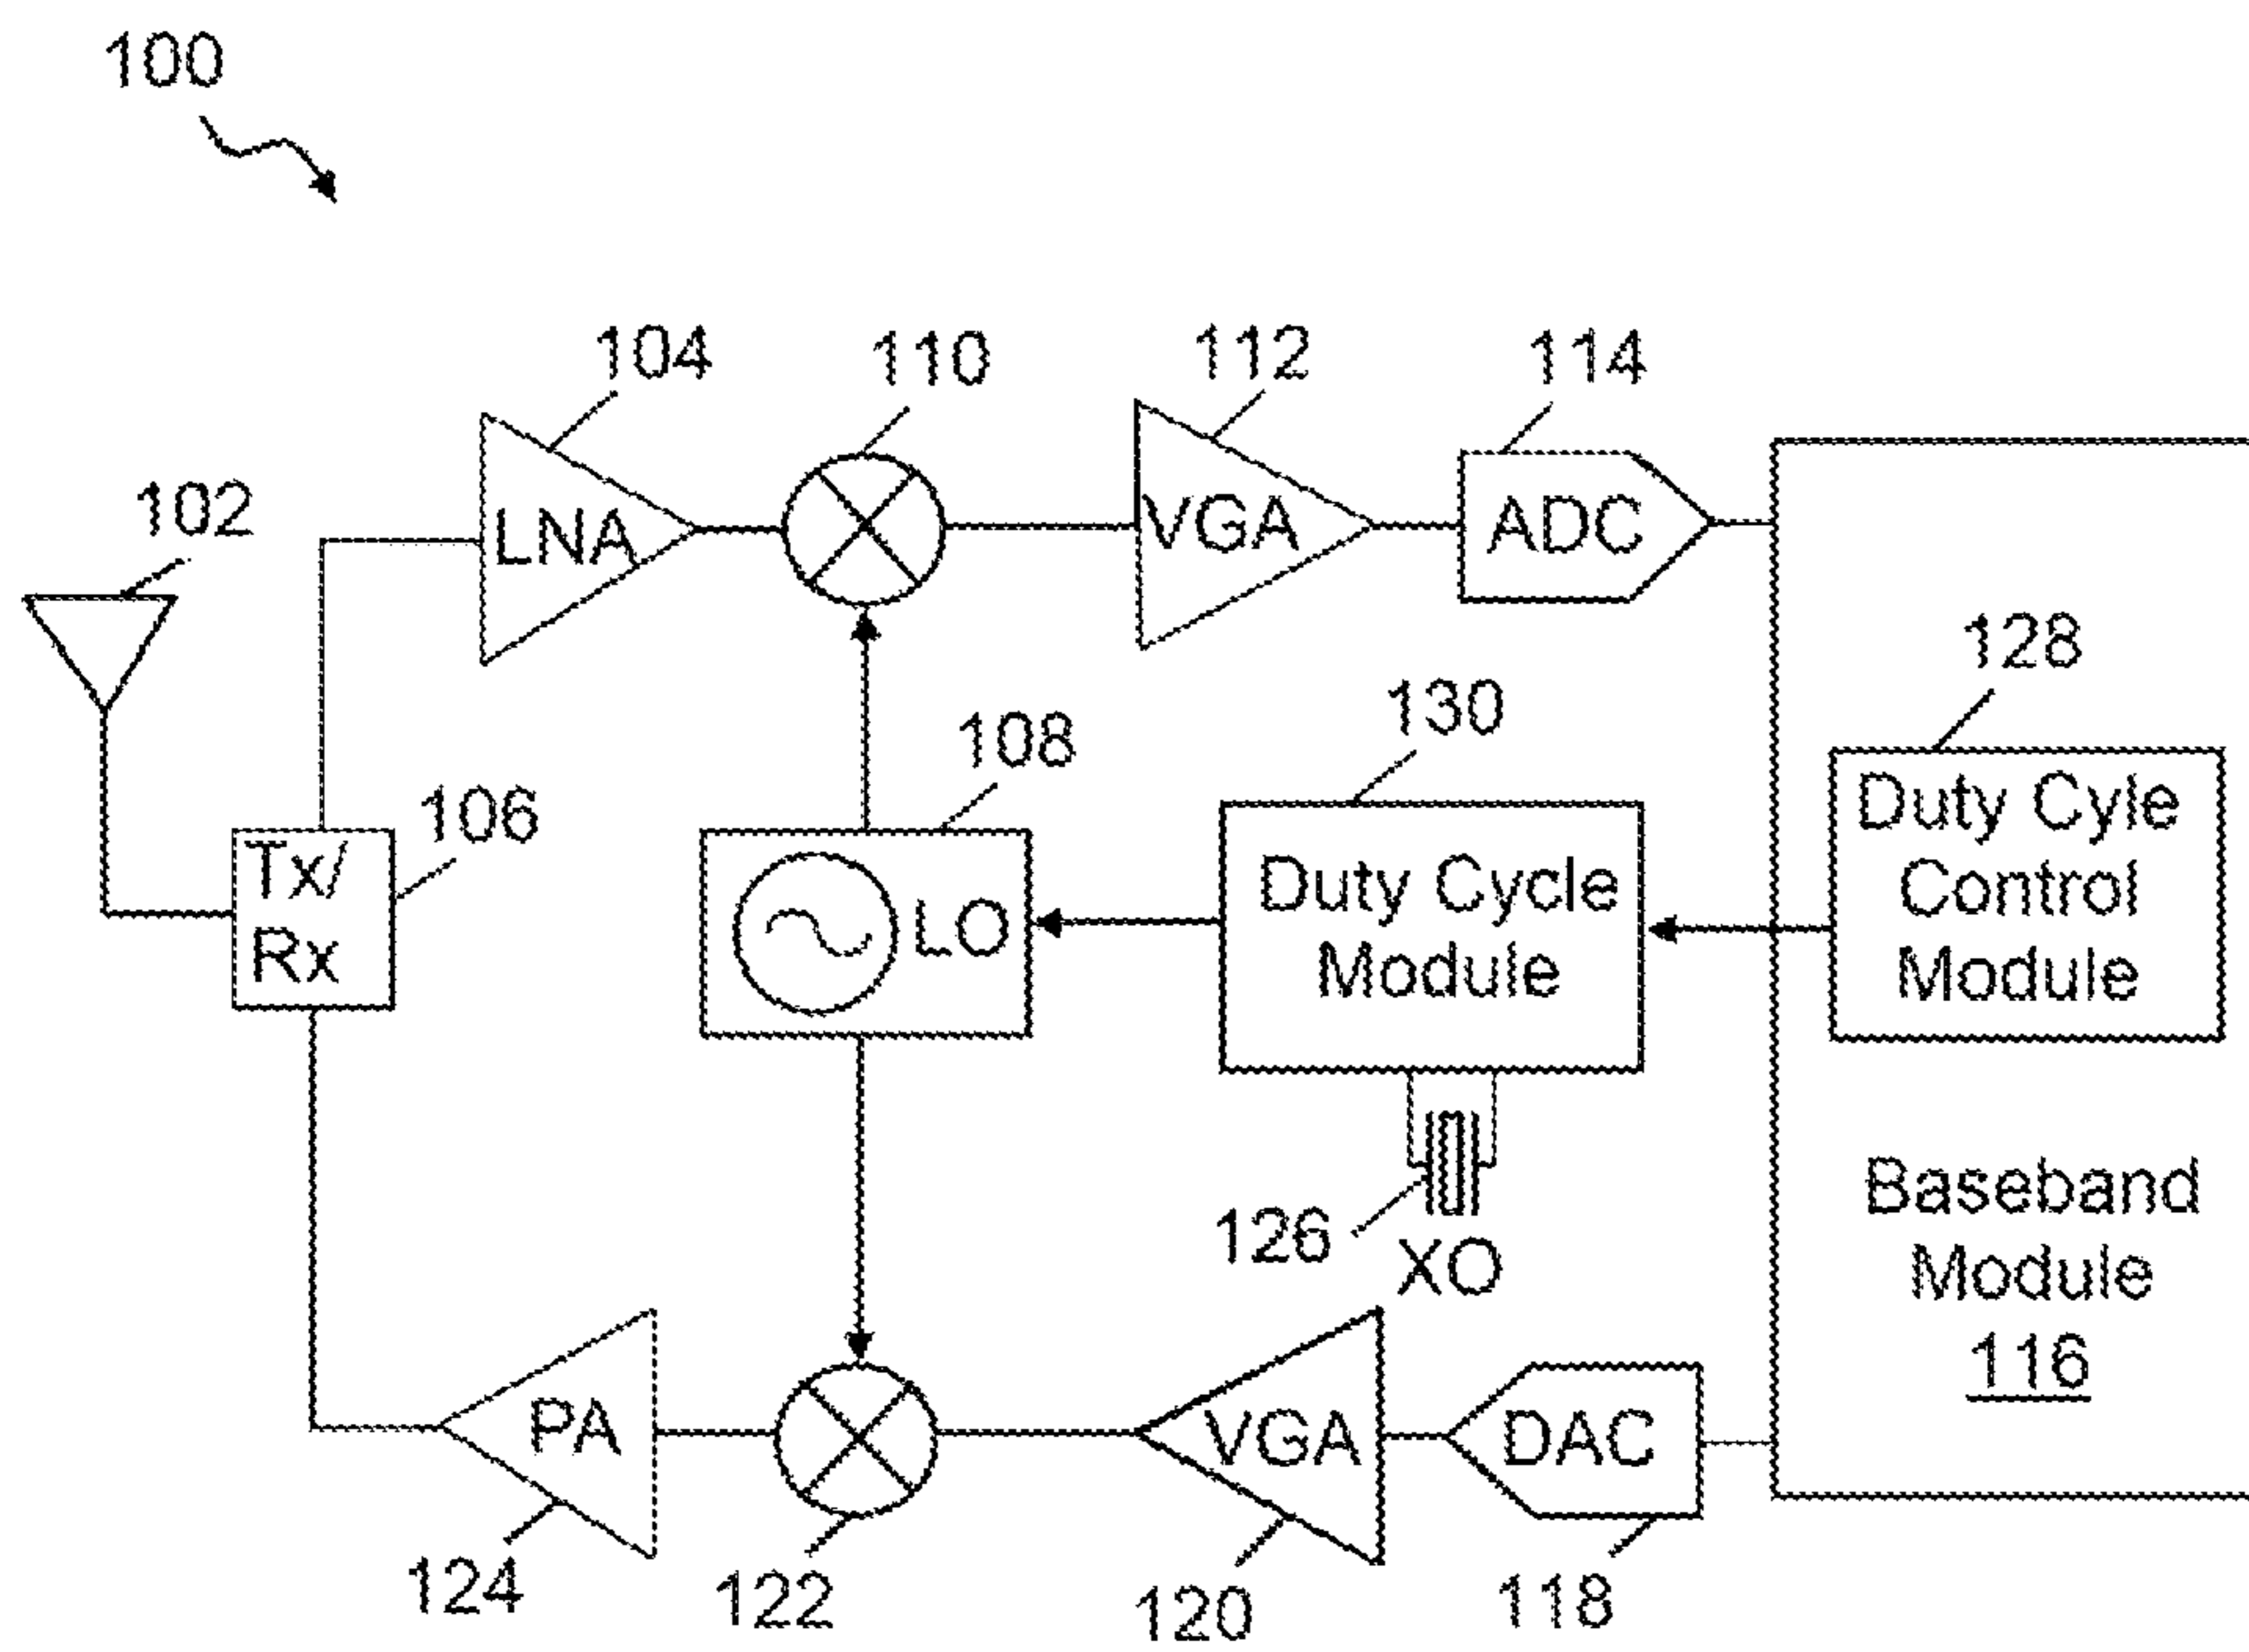 100
104
110
112
114
102
LNA
VGA
ADC
128
130
108
106
Duty Cyle
Control
Module
Tx/
Rx
LO
Duty Cycle
Module
126
XO
Baseband
Module
116
PA
VGA
DAC
124
122
120
118